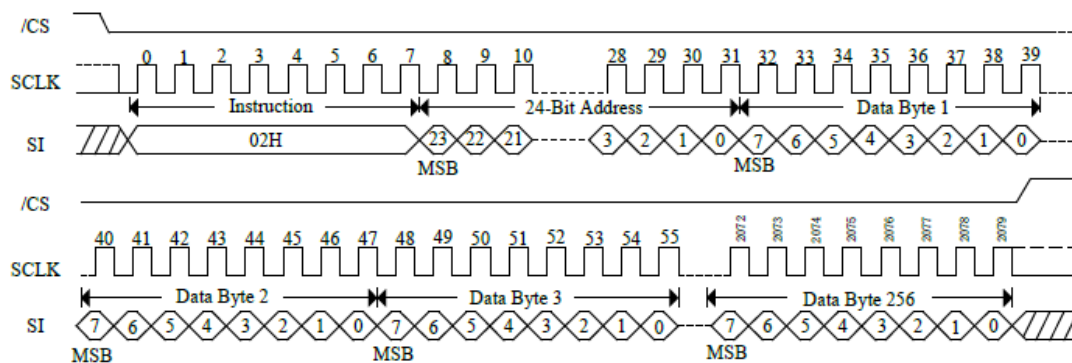 /CS
0 1 2 3 4 5 6 7 8 9 10 28 29 30 31 32 33 34 35 36 37 38 39
SCLK
Instruction 24-Bit Address Data Byte 1
SI 02H 23 22 21 3 2 1 0 7 6 5 4 3 2 1 0
MSB MSB
/CS
40 41 42 43 44 45 46 47 48 49 50 51 52 53 54 55 2072 2073 2074 2075 2076 2077 2078 2079
SCLK
Data Byte 2 Data Byte 3 Data Byte 256
SI 7 6 5 4 3 2 1 0 7 6 5 4 3 2 1 0 7 6 5 4 3 2 1 0
MSB MSB MSB